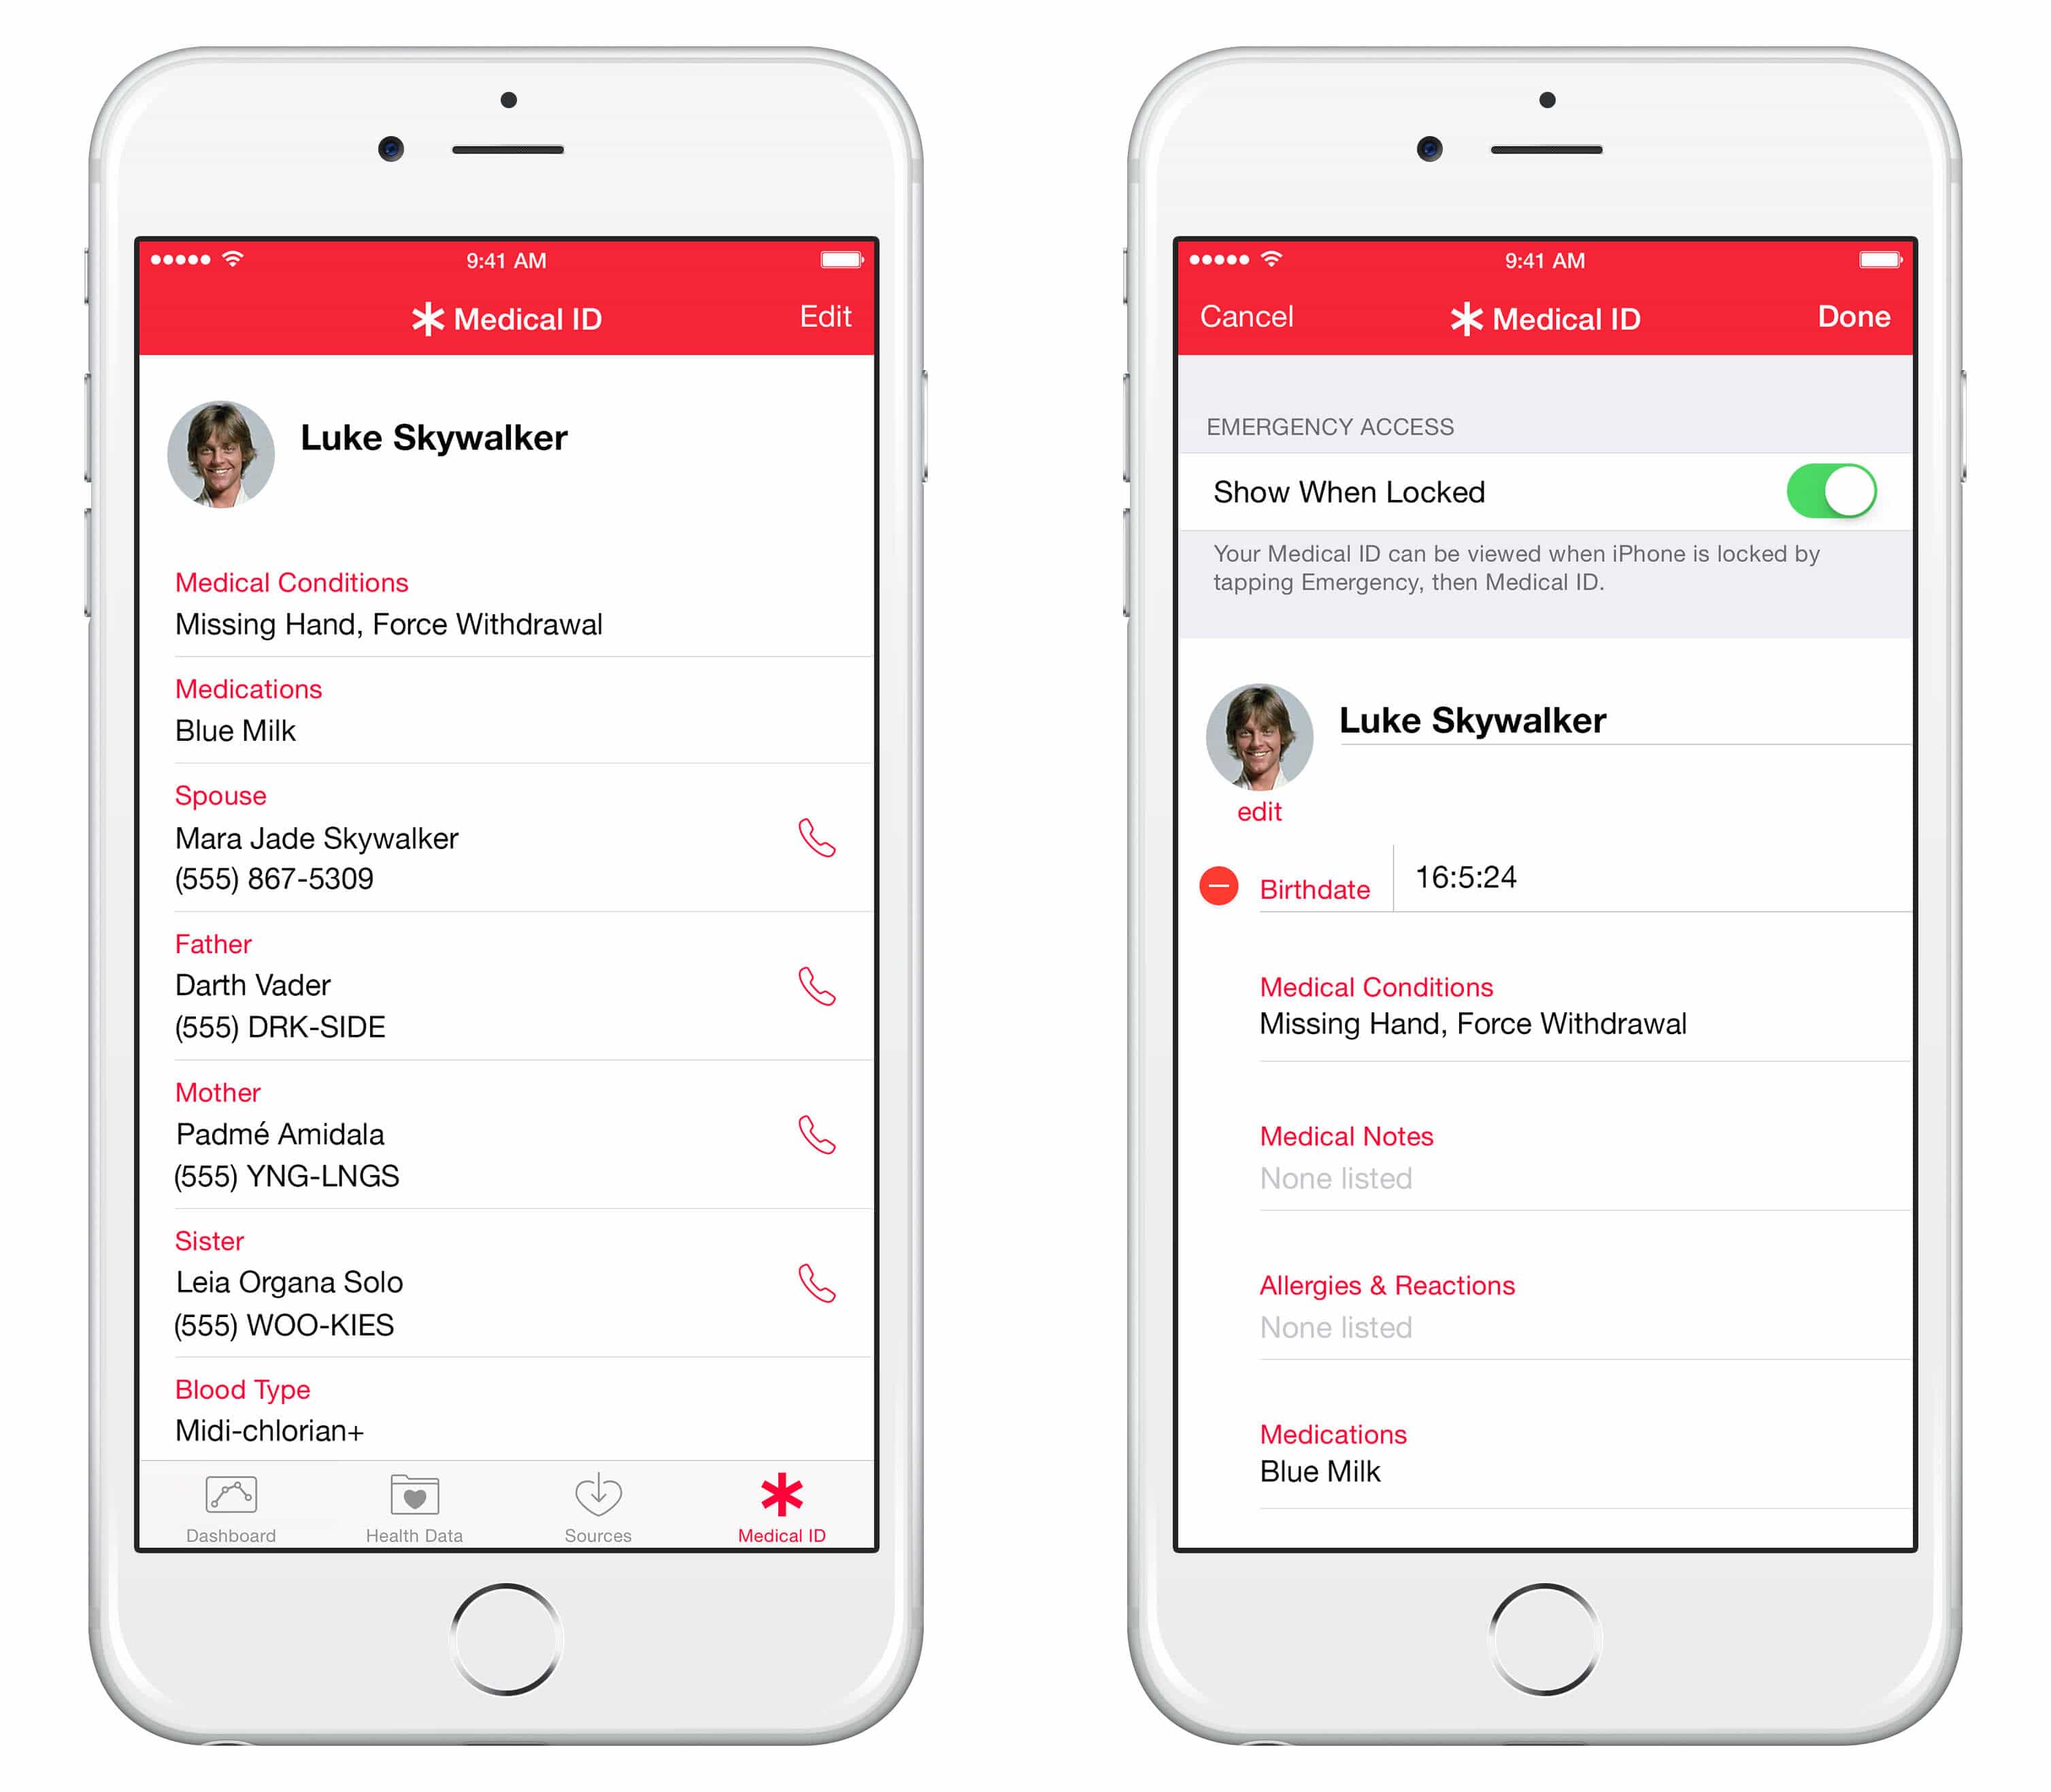 9:41 AM
Medical ID
Edit
Luke Skywalker
Medical Conditions
Missing Hand, Force Withdrawal
Medications
Blue Milk
Spouse
Mara Jade Skywalker
(555) 867-5309
Father
Darth Vader
(555) DRK-SIDE
Mother
Padmé Amidala
(555) YNG-LNGS
Sister
Leia Organa Solo
(555) WOO-KIES
Blood Type
Midi-chlorian+
Dashboard
Health Data
Sources
Medical ID
9:41 AM
Cancel
Medical ID
Done
EMERGENCY ACCESS
Show When Locked
Your Medical ID can be viewed when iPhone is locked by
tapping Emergency, then Medical ID.
Luke Skywalker
edit
Birthdate
16:5:24
Medical Conditions
Missing Hand, Force Withdrawal
Medical Notes
None listed
Allergies & Reactions
None listed
Medications
Blue Milk